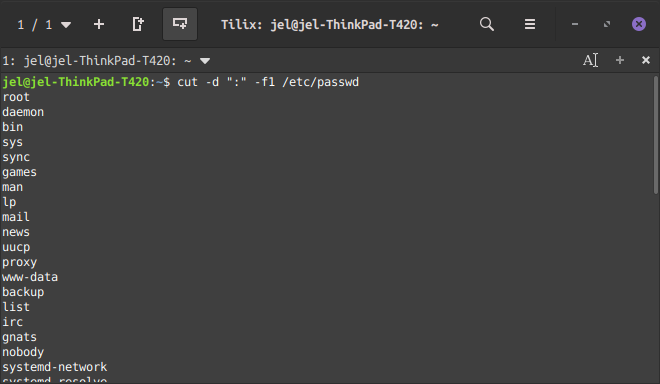 1 / 1
Tilix: jel@jel-ThinkPad-T420: ~
1: jel@jel-ThinkPad-T420: ~
jel@jel-ThinkPad-T420:~$ cut -d ":" -f1 /etc/passwd
root
daemon
bin
sys
sync
games
man
lp
mail
news
uucp
proxy
www-data
backup
list
irc
gnats
nobody
systemd-network
systemd-resolve